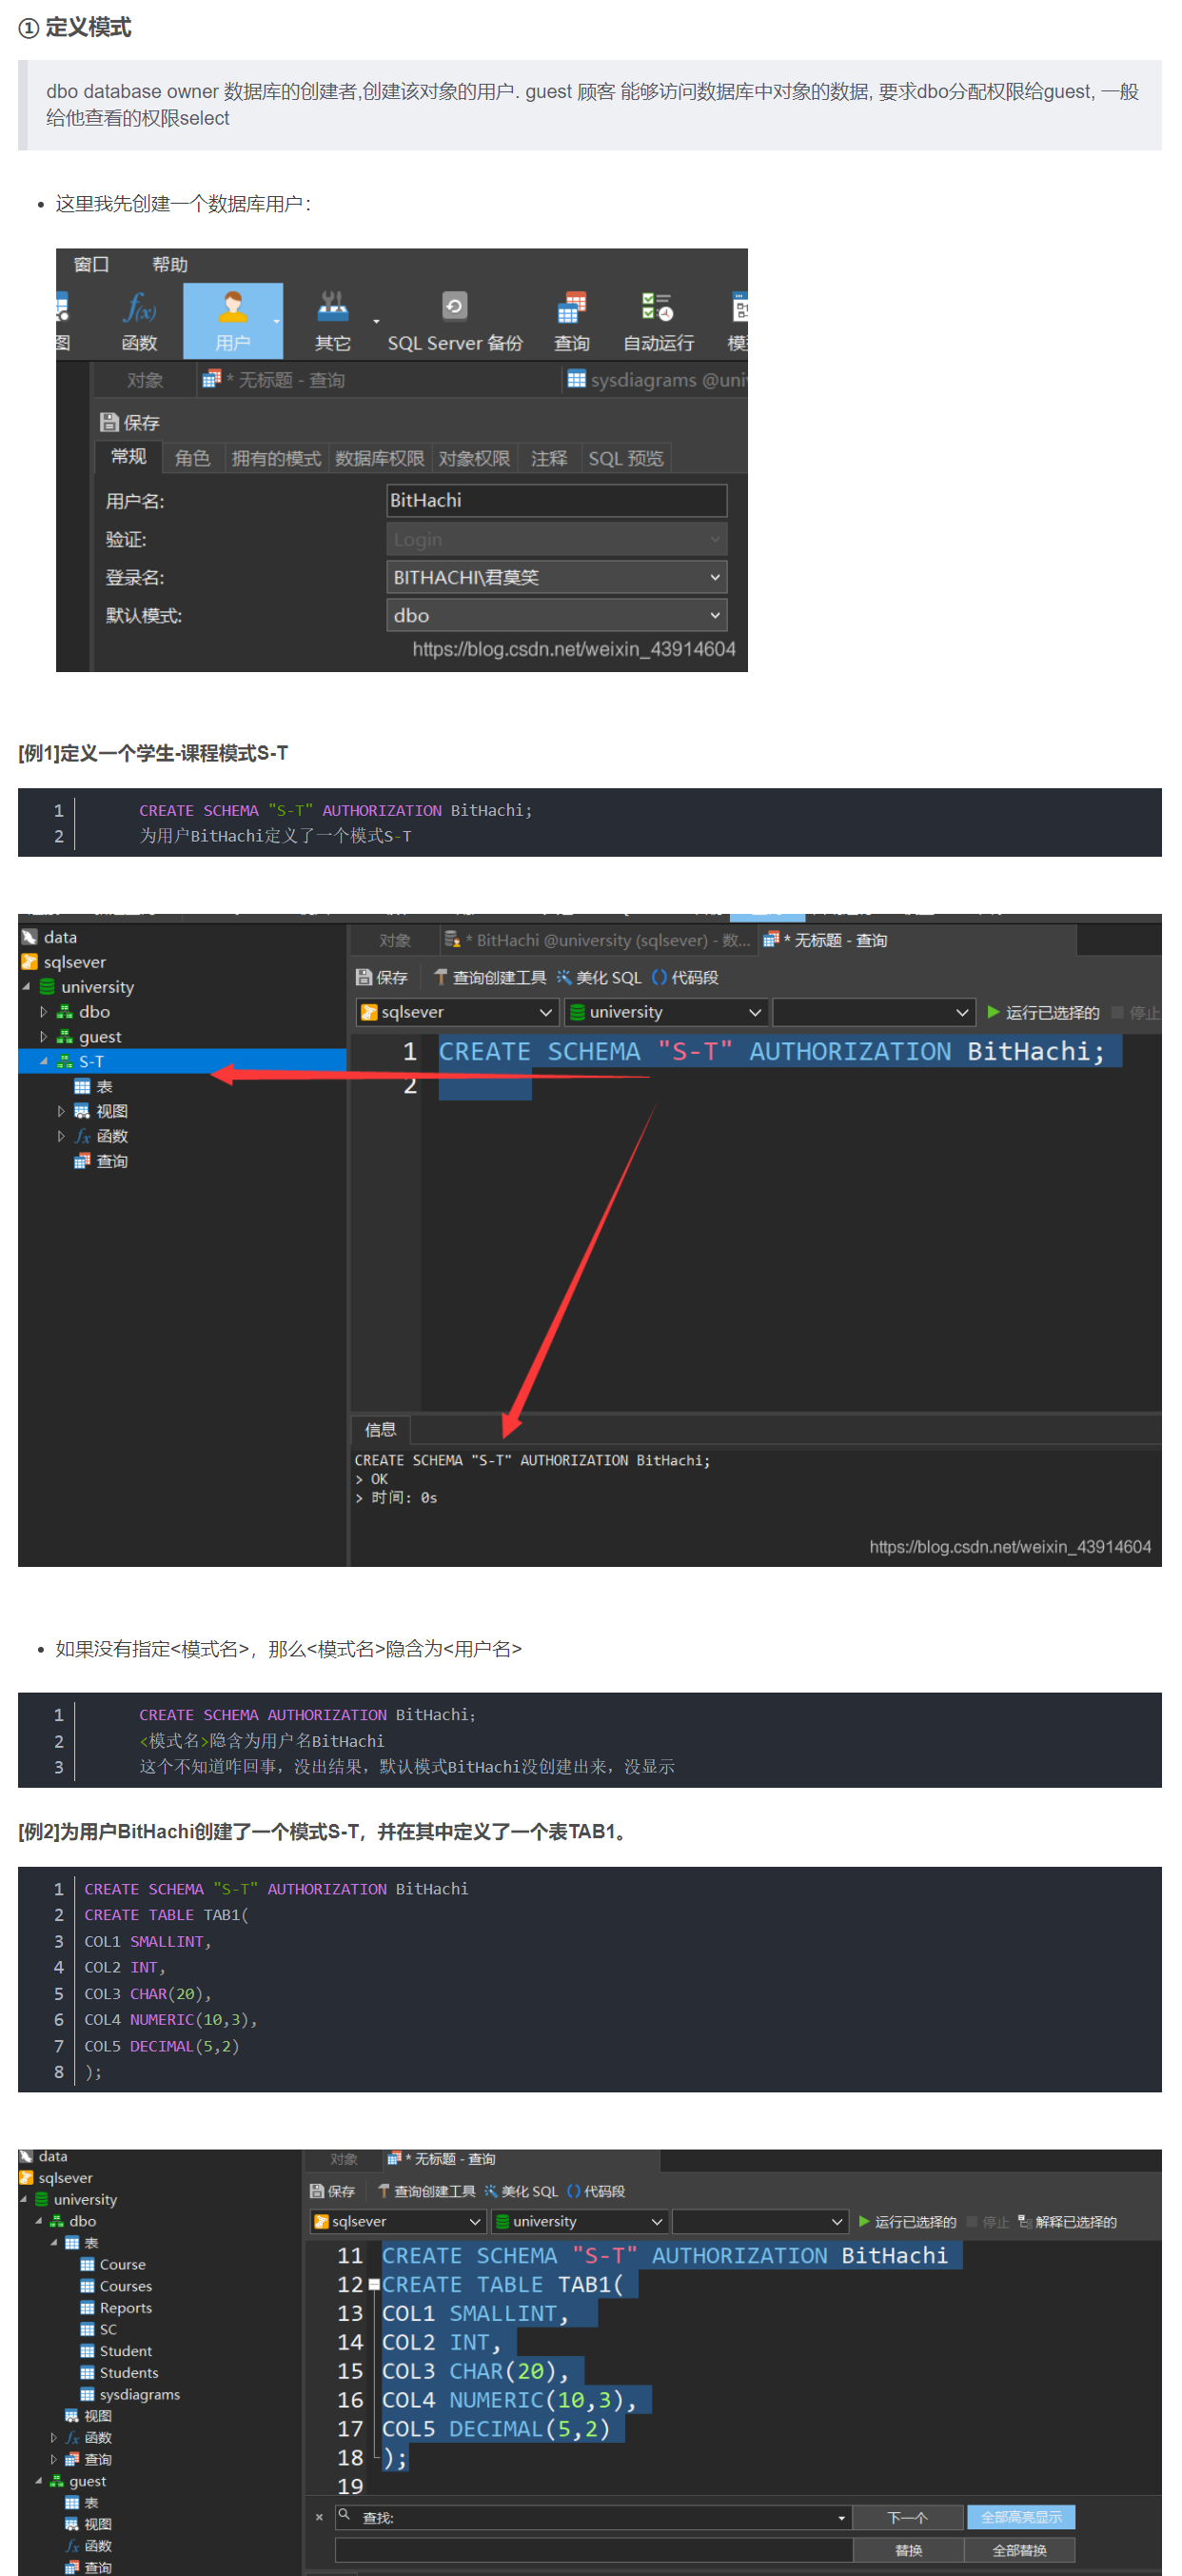 ① 定义模式
dbo database owner 数据库的创建者,创建该对象的用户. guest 顾客 能够访问数据库中对象的数据, 要求dbo分配权限给guest, 一般
给他查看的权限select
• 这里我先创建一个数据库用户：
窗口 帮助
图 函数 用户 其它 SQL Server 备份 查询 自动运行
对象 * 无标题 - 查询 sysdiagrams @uni
保存
常规 角色 拥有的模式 数据库权限 对象权限 注释 SQL 预览
用户名: BitHachi
验证: Login
登录名: BITHACHI\君莫笑
默认模式: dbo
https://blog.csdn.net/weixin_43914604
[例1]定义一个学生-课程模式S-T
1 CREATE SCHEMA "S-T" AUTHORIZATION BitHachi;
2 为用户BitHachi定义了一个模式S-T
data
sqlsever
university
dbo
guest
S-T
表
视图
函数
查询
对象 * BitHachi @university (sqlsever) - 数... * 无标题 - 查询
保存 查询创建工具 美化 SQL 代码段
sqlsever university 运行已选择的 停止
1 CREATE SCHEMA "S-T" AUTHORIZATION BitHachi;
2
信息
CREATE SCHEMA "S-T" AUTHORIZATION BitHachi;
> OK
> 时间: 0s
https://blog.csdn.net/weixin_43914604
• 如果没有指定<模式名>，那么<模式名>隐含为<用户名>
1 CREATE SCHEMA AUTHORIZATION BitHachi;
2 <模式名>隐含为用户名BitHachi
3 这个不知道咋回事，没出结果，默认模式BitHachi没创建出来，没显示
[例2]为用户BitHachi创建了一个模式S-T，并在其中定义了一个表TAB1。
1 CREATE SCHEMA "S-T" AUTHORIZATION BitHachi
2 CREATE TABLE TAB1(
3 COL1 SMALLINT,
4 COL2 INT,
5 COL3 CHAR(20),
6 COL4 NUMERIC(10,3),
7 COL5 DECIMAL(5,2)
8 );
data
sqlsever
university
dbo
表
Course
Courses
Reports
SC
Student
Students
sysdiagrams
视图
函数
查询
guest
表
视图
函数
查询
对象 * 无标题 - 查询
保存 查询创建工具 美化 SQL 代码段
sqlsever university 运行已选择的 停止 解释已选择的
11 CREATE SCHEMA "S-T" AUTHORIZATION BitHachi
12 CREATE TABLE TAB1(
13 COL1 SMALLINT,
14 COL2 INT,
15 COL3 CHAR(20),
16 COL4 NUMERIC(10,3),
17 COL5 DECIMAL(5,2)
18 );
19
× 查找: 下一个 全部高亮显示
替换 全部替换